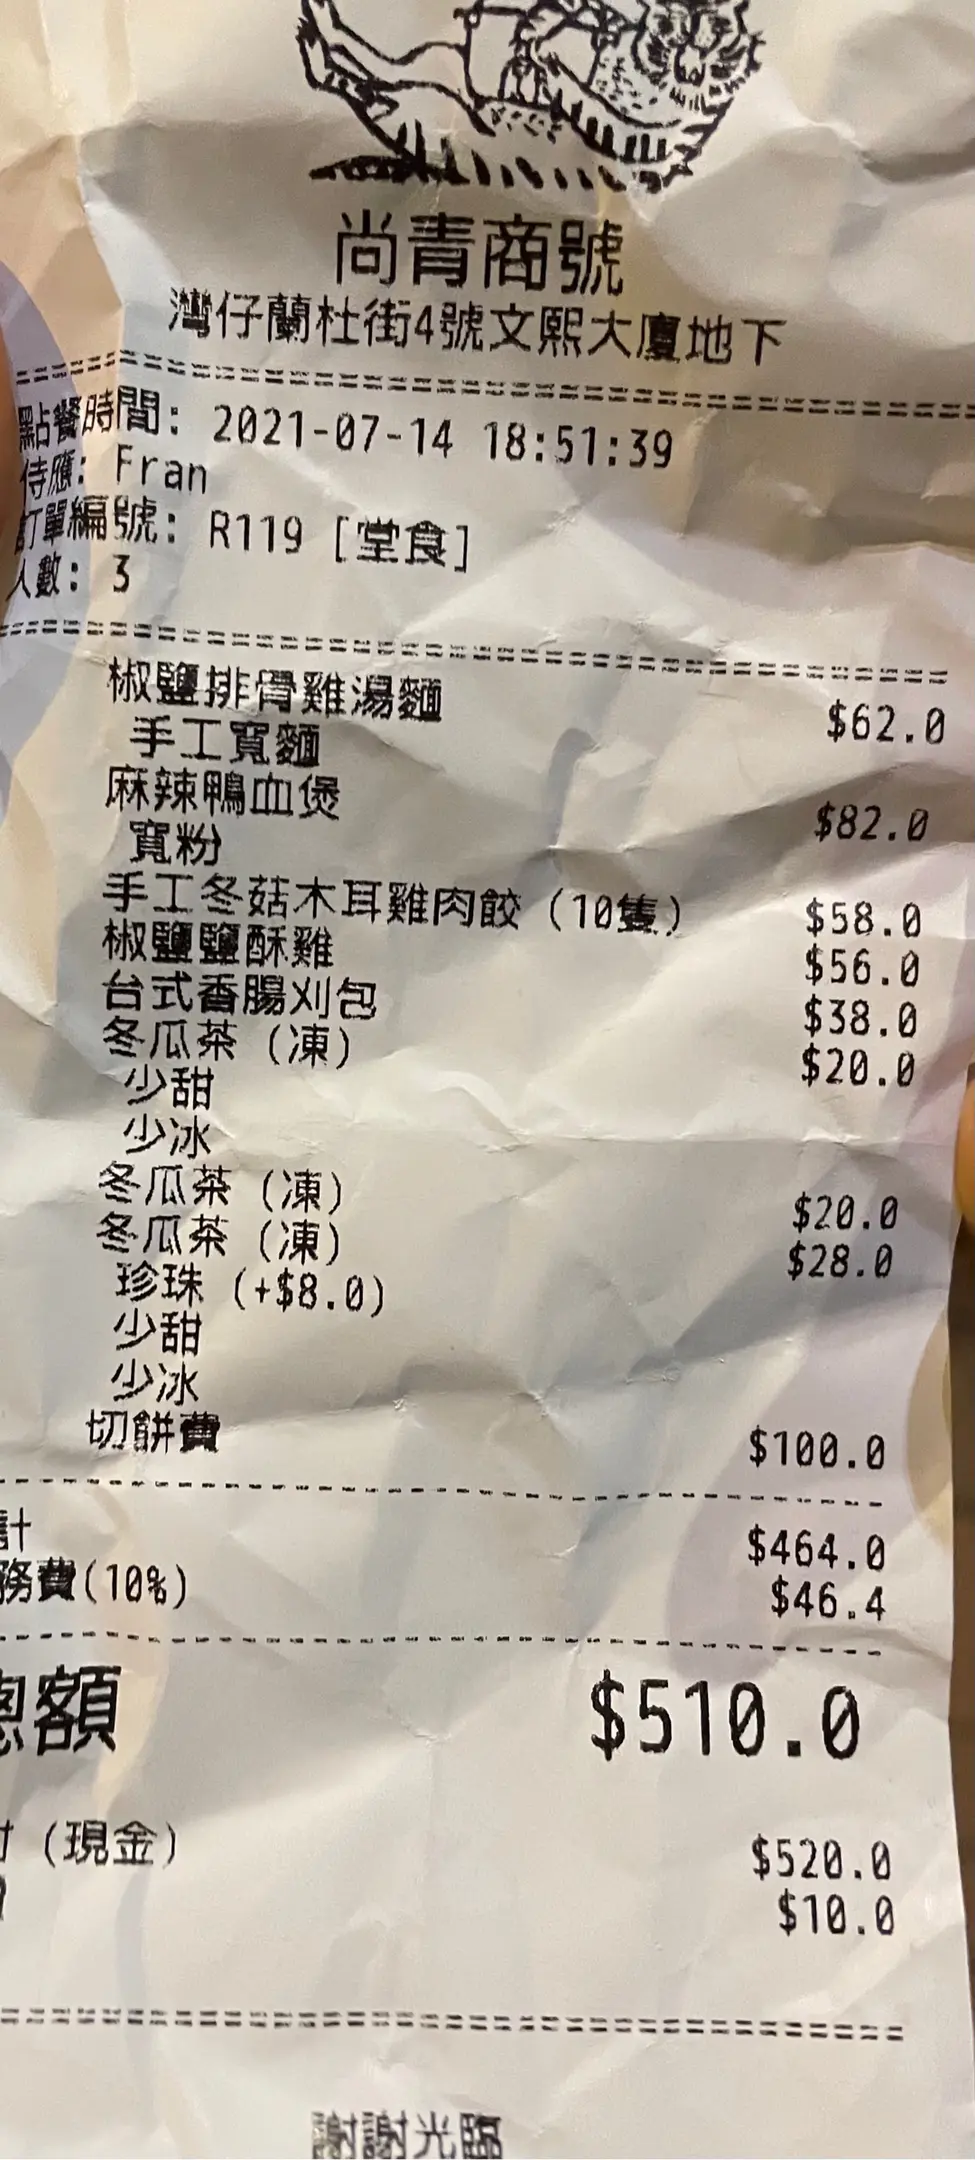 尚青商號
灣仔蘭杜街4號文熙大廈地下
點餐時間: 2021-07-14 18:51:39
侍應: Fran
訂單編號: R119 [堂食]
人數: 3
椒鹽排骨雞湯麵 $62.0
手工寬麵
麻辣鴨血煲 $82.0
寬粉
手工冬菇木耳雞肉餃 (10隻) $58.0
椒鹽鹽酥雞 $56.0
台式香腸刈包 $38.0
冬瓜茶 (凍) $20.0
少甜
少冰
冬瓜茶 (凍) $20.0
冬瓜茶 (凍) $28.0
珍珠 (+$8.0)
少甜
少冰
切餅費 $100.0
計 $464.0
務費(10%) $46.4
總額 $510.0
付 (現金) $520.0
$10.0
謝謝光臨